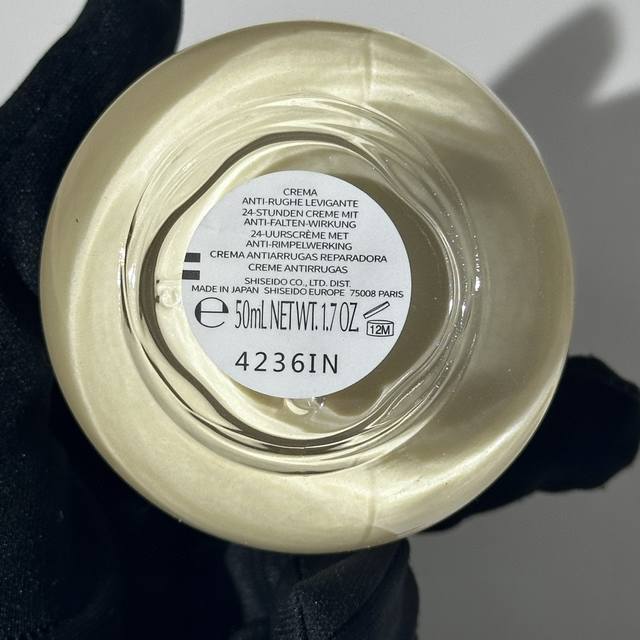 CREMA
ANTI-RUGHE LEVIGANTE
24-STUNDEN CREME MIT
ANTI-FALTEN-WIRKUNG
24-UURSCRÈME MET
ANTI-RIMPELWERKING
CREMA ANTIARRUGAS REPARADORA
CREME ANTIRRUGAS
SHISEIDO CO., LTD. DIST.
MADE IN JAPAN SHISEIDO EUROPE 75008 PARIS
℮ 50mL NET WT. 1.7 OZ. 12M
4236IN